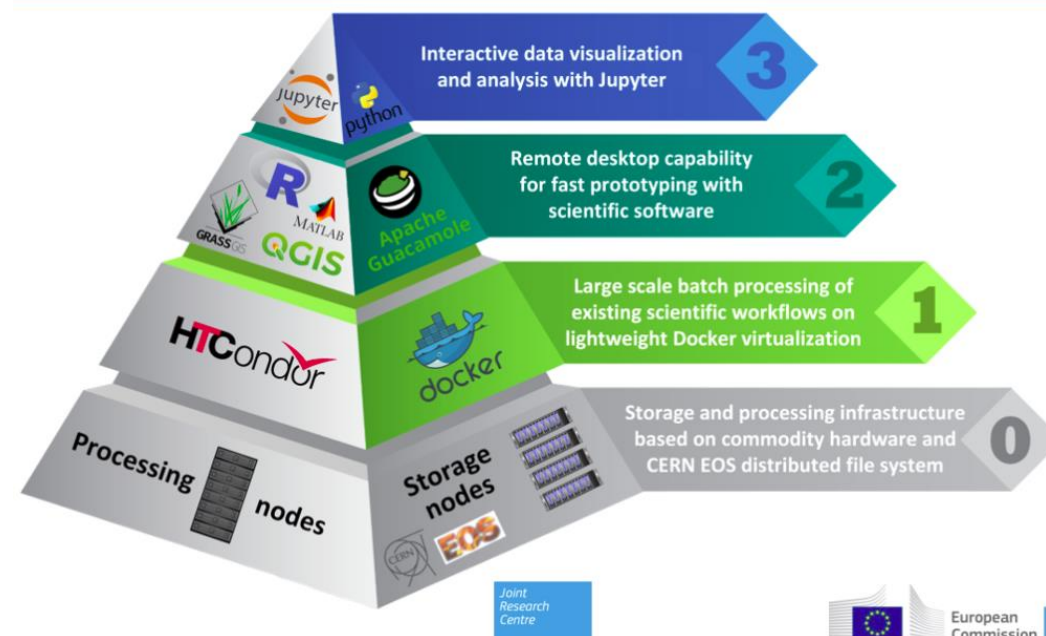 Interactive data visualization
and analysis with Jupyter
3
jupyter
python
Remote desktop capability
for fast prototyping with
scientific software
2
R
MATLAB
GRASS GIS
QGIS
Apache
Guacamole
Large scale batch processing of
existing scientific workflows on
lightweight Docker virtualization
1
HTCondor
docker
Storage and processing infrastructure
based on commodity hardware and
CERN EOS distributed file system
0
Processing
nodes
Storage
nodes
CERN
EOS
Joint
Research
Centre
European
Commission